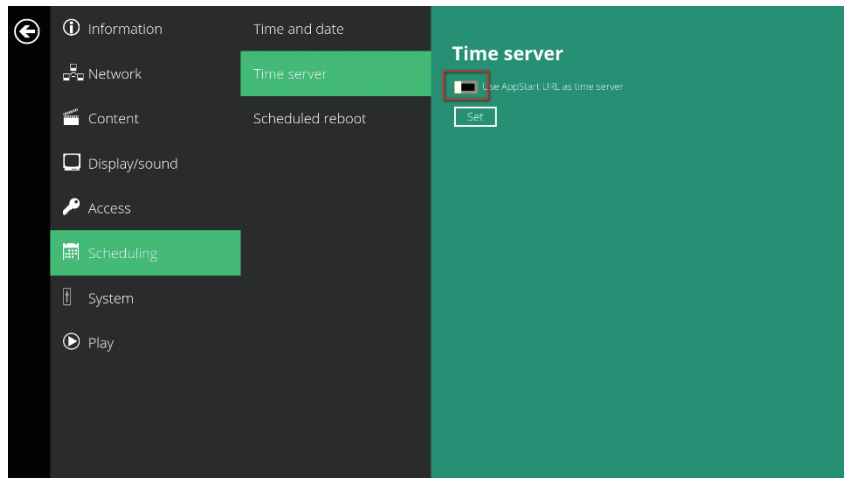 Information
Network
Content
Display/sound
Access
Scheduling
System
Play
Time and date
Time server
Scheduled reboot
Time server
Use AppStart URL as time server
Set